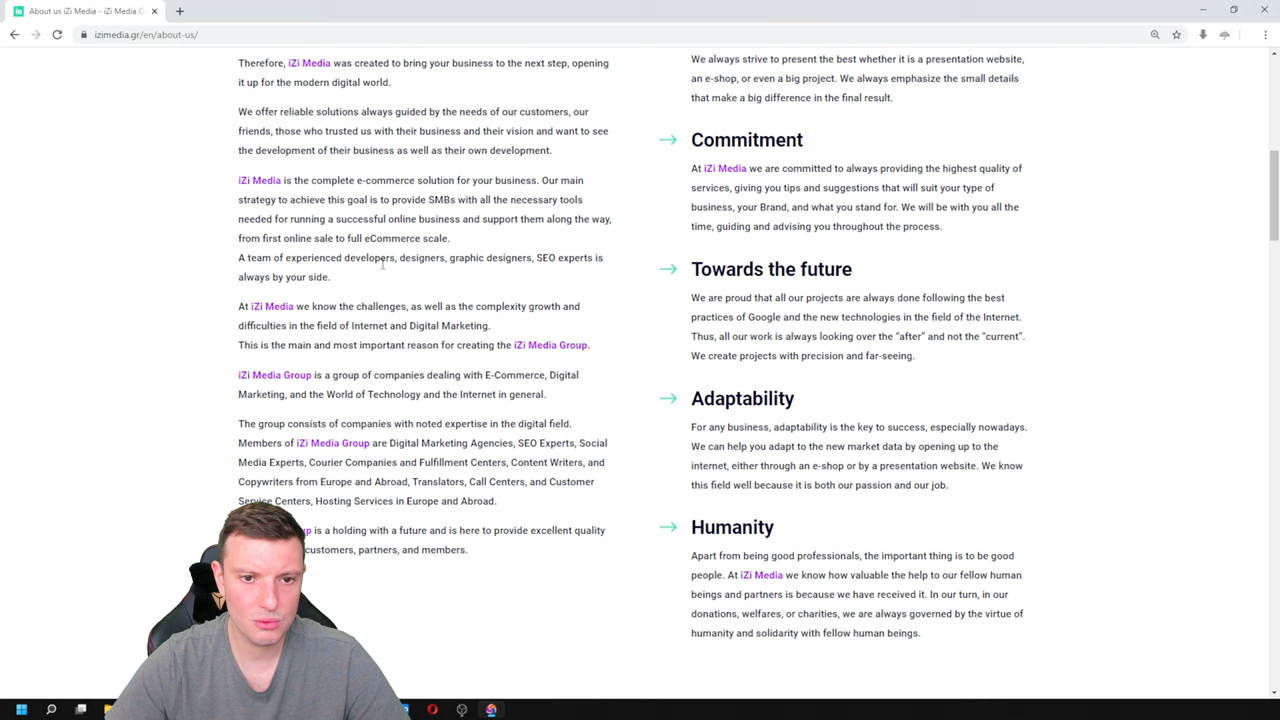 About us iZi Media - iZi Media G
izimedia.gr/en/about-us/
Therefore, iZi Media was created to bring your business to the next step, opening
it up for the modern digital world.
We offer reliable solutions always guided by the needs of our customers, our
friends, those who trusted us with their business and their vision and want to see
the development of their business as well as their own development.
iZi Media is the complete e-commerce solution for your business. Our main
strategy to achieve this goal is to provide SMBs with all the necessary tools
needed for running a successful online business and support them along the way,
from first online sale to full eCommerce scale.
A team of experienced developers, designers, graphic designers, SEO experts is
always by your side.
At iZi Media we know the challenges, as well as the complexity growth and
difficulties in the field of Internet and Digital Marketing.
This is the main and most important reason for creating the iZi Media Group.
iZi Media Group is a group of companies dealing with E-Commerce, Digital
Marketing, and the World of Technology and the Internet in general.
The group consists of companies with noted expertise in the digital field.
Members of iZi Media Group are Digital Marketing Agencies, SEO Experts, Social
Media Experts, Courier Companies and Fulfillment Centers, Content Writers, and
Copywriters from Europe and Abroad, Translators, Call Centers, and Customer
Service Centers, Hosting Services in Europe and Abroad.
is a holding with a future and is here to provide excellent quality
customers, partners, and members.
We always strive to present the best whether it is a presentation website,
an e-shop, or even a big project. We always emphasize the small details
that make a big difference in the final result.
Commitment
At iZi Media we are committed to always providing the highest quality of
services, giving you tips and suggestions that will suit your type of
business, your Brand, and what you stand for. We will be with you all the
time, guiding and advising you throughout the process.
Towards the future
We are proud that all our projects are always done following the best
practices of Google and the new technologies in the field of the Internet.
Thus, all our work is always looking over the “after” and not the “current”.
We create projects with precision and far-seeing.
Adaptability
For any business, adaptability is the key to success, especially nowadays.
We can help you adapt to the new market data by opening up to the
internet, either through an e-shop or by a presentation website. We know
this field well because it is both our passion and our job.
Humanity
Apart from being good professionals, the important thing is to be good
people. At iZi Media we know how valuable the help to our fellow human
beings and partners is because we have received it. In our turn, in our
donations, welfares, or charities, we are always governed by the virtue of
humanity and solidarity with fellow human beings.